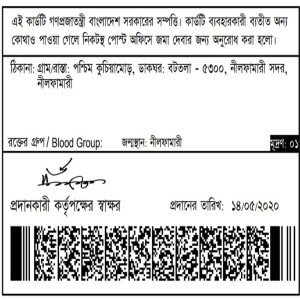 এই কার্ডটি গণপ্রজাতন্ত্রী বাংলাদেশ সরকারের সম্পত্তি। কার্ডটি ব্যবহারকারী ব্যতীত অন্য
কোথাও পাওয়া গেলে নিকটস্থ পোস্ট অফিসে জমা দেবার জন্য অনুরোধ করা হলো।
ঠিকানা: গ্রাম/রাস্তা: পশ্চিম কুচিয়ামোড়, ডাকঘর: বটতলা - ৫৩০০, নীলফামারী সদর,
নীলফামারী
রক্তের গ্রুপ / Blood Group: জন্মস্থান: নীলফামারী মুদ্রণ: ০১
প্রদানকারী কর্তৃপক্ষের স্বাক্ষর প্রদানের তারিখ: ১৪/০৫/২০২০